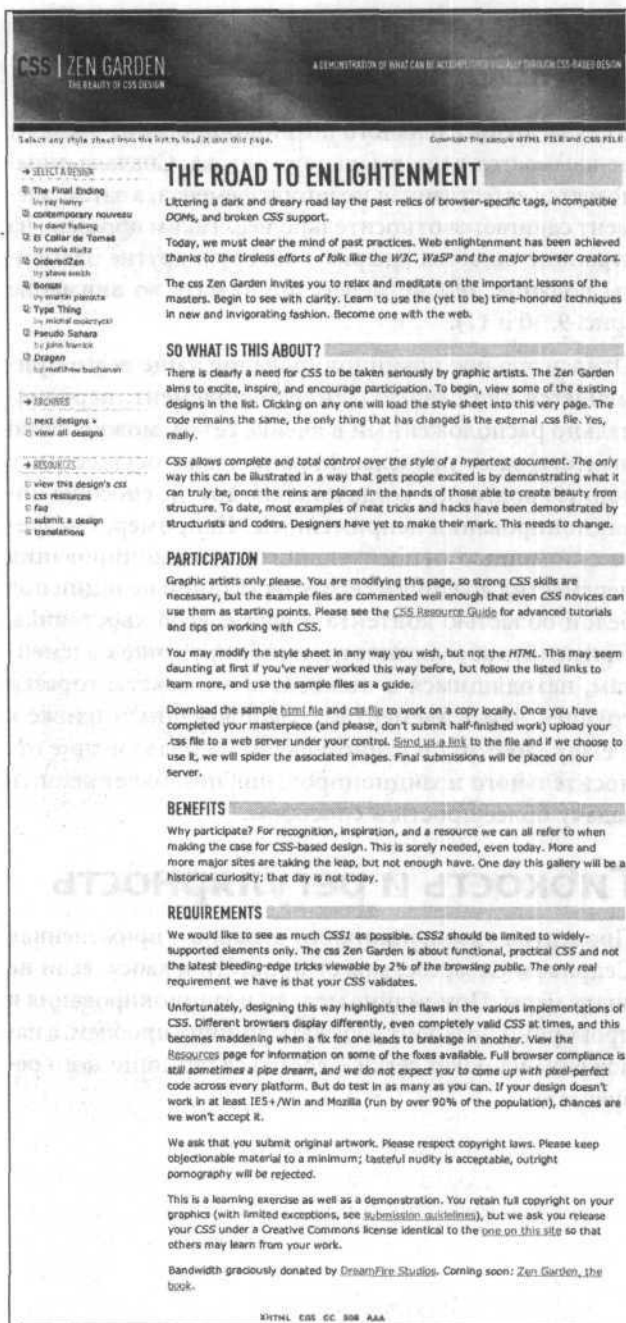 CSS | ZEN GARDEN
THE BEAUTY OF CSS DESIGN
A DEMONSTRATION OF WHAT CAN BE ACCOMPLISHED VISUALLY THROUGH CSS-BASED DESIGN
Select any style sheet from the list to load it into this page.
Download the sample HTML FILE and CSS FILE
SELECT A DESIGN
The Final Ending
by ray henry
contemporary nouveau
by david hellsing
El Collar de Tomas
by maria stultz
OrderedZen
by steve smith
Bonsai
by martin plazotta
Type Thing
by michal mokrzycki
Pseudo Sahara
by john barrick
Dragen
by matthew buchanan
ARCHIVES
next designs »
view all designs
RESOURCES
view this design's css
css resources
faq
submit a design
translations
THE ROAD TO ENLIGHTENMENT
Littering a dark and dreary road lay the past relics of browser-specific tags, incompatible
DOMs, and broken CSS support.
Today, we must clear the mind of past practices. Web enlightenment has been achieved
thanks to the tireless efforts of folk like the W3C, WaSP and the major browser creators.
The css Zen Garden invites you to relax and meditate on the important lessons of the
masters. Begin to see with clarity. Learn to use the (yet to be) time-honored techniques
in new and invigorating fashion. Become one with the web.
SO WHAT IS THIS ABOUT?
There is clearly a need for CSS to be taken seriously by graphic artists. The Zen Garden
aims to excite, inspire, and encourage participation. To begin, view some of the existing
designs in the list. Clicking on any one will load the style sheet into this very page. The
code remains the same, the only thing that has changed is the external .css file. Yes,
really.
CSS allows complete and total control over the style of a hypertext document. The only
way this can be illustrated in a way that gets people excited is by demonstrating what it
can truly be, once the reins are placed in the hands of those able to create beauty from
structure. To date, most examples of neat tricks and hacks have been demonstrated by
structurists and coders. Designers have yet to make their mark. This needs to change.
PARTICIPATION
Graphic artists only please. You are modifying this page, so strong CSS skills are
necessary, but the example files are commented well enough that even CSS novices can
use them as starting points. Please see the CSS Resource Guide for advanced tutorials
and tips on working with CSS.
You may modify the style sheet in any way you wish, but not the HTML. This may seem
daunting at first if you've never worked this way before, but follow the listed links to
learn more, and use the sample files as a guide.
Download the sample html file and css file to work on a copy locally. Once you have
completed your masterpiece (and please, don't submit half-finished work) upload your
.css file to a web server under your control. Send us a link to the file and if we choose to
use it, we will spider the associated images. Final submissions will be placed on our
server.
BENEFITS
Why participate? For recognition, inspiration, and a resource we can all refer to when
making the case for CSS-based design. This is sorely needed, even today. More and
more major sites are taking the leap, but not enough have. One day this gallery will be a
historical curiosity; that day is not today.
REQUIREMENTS
We would like to see as much CSS1 as possible. CSS2 should be limited to widely-
supported elements only. The css Zen Garden is about functional, practical CSS and not
the latest bleeding-edge tricks viewable by 2% of the browsing public. The only real
requirement we have is that your CSS validates.
Unfortunately, designing this way highlights the flaws in the various implementations of
CSS. Different browsers display differently, even completely valid CSS at times, and this
becomes maddening when a fix for one leads to breakage in another. View the
Resources page for information on some of the fixes available. Full browser compliance is
still sometimes a pipe dream, and we do not expect you to come up with pixel-perfect
code across every platform. But do test in as many as you can. If your design doesn't
work in at least IE5+/Win and Mozilla (run by over 90% of the population), chances are
we won't accept it.
We ask that you submit original artwork. Please respect copyright laws. Please keep
objectionable material to a minimum; tasteful nudity is acceptable, outright
pornography will be rejected.
This is a learning exercise as well as a demonstration. You retain full copyright on your
graphics (with limited exceptions, see submission guidelines), but we ask you release
your CSS under a Creative Commons license identical to the one on this site so that
others may learn from your work.
Bandwidth graciously donated by DreamFire Studios. Coming soon: Zen Garden, the
book.
XHTML CSS CC 508 AAA